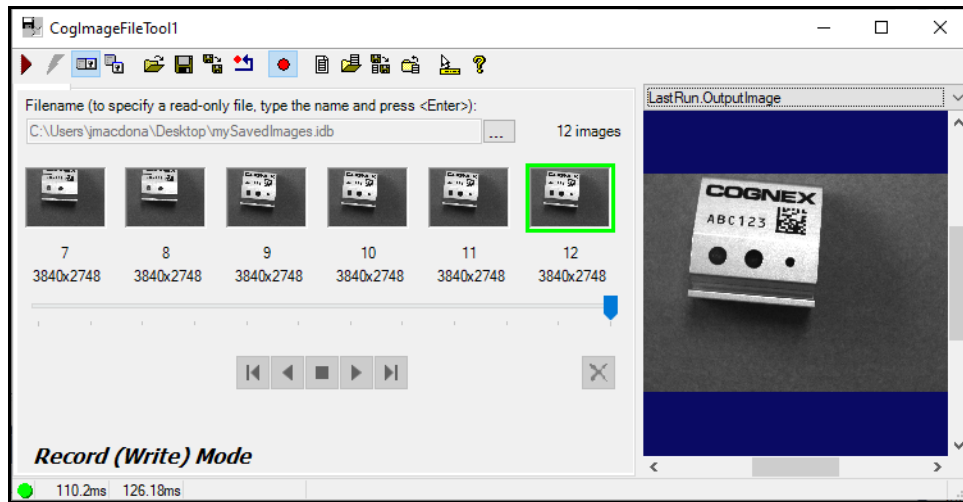 CogImageFileTool1
Filename (to specify a read-only file, type the name and press <Enter>):
C:\Users\jmacdona\Desktop\mySavedImages.idb
...
12 images
7
8
9
10
11
12
3840x2748
3840x2748
3840x2748
3840x2748
3840x2748
3840x2748
Record (Write) Mode
110.2ms 126.18ms
LastRun.OutputImage
COGNEX
ABC123